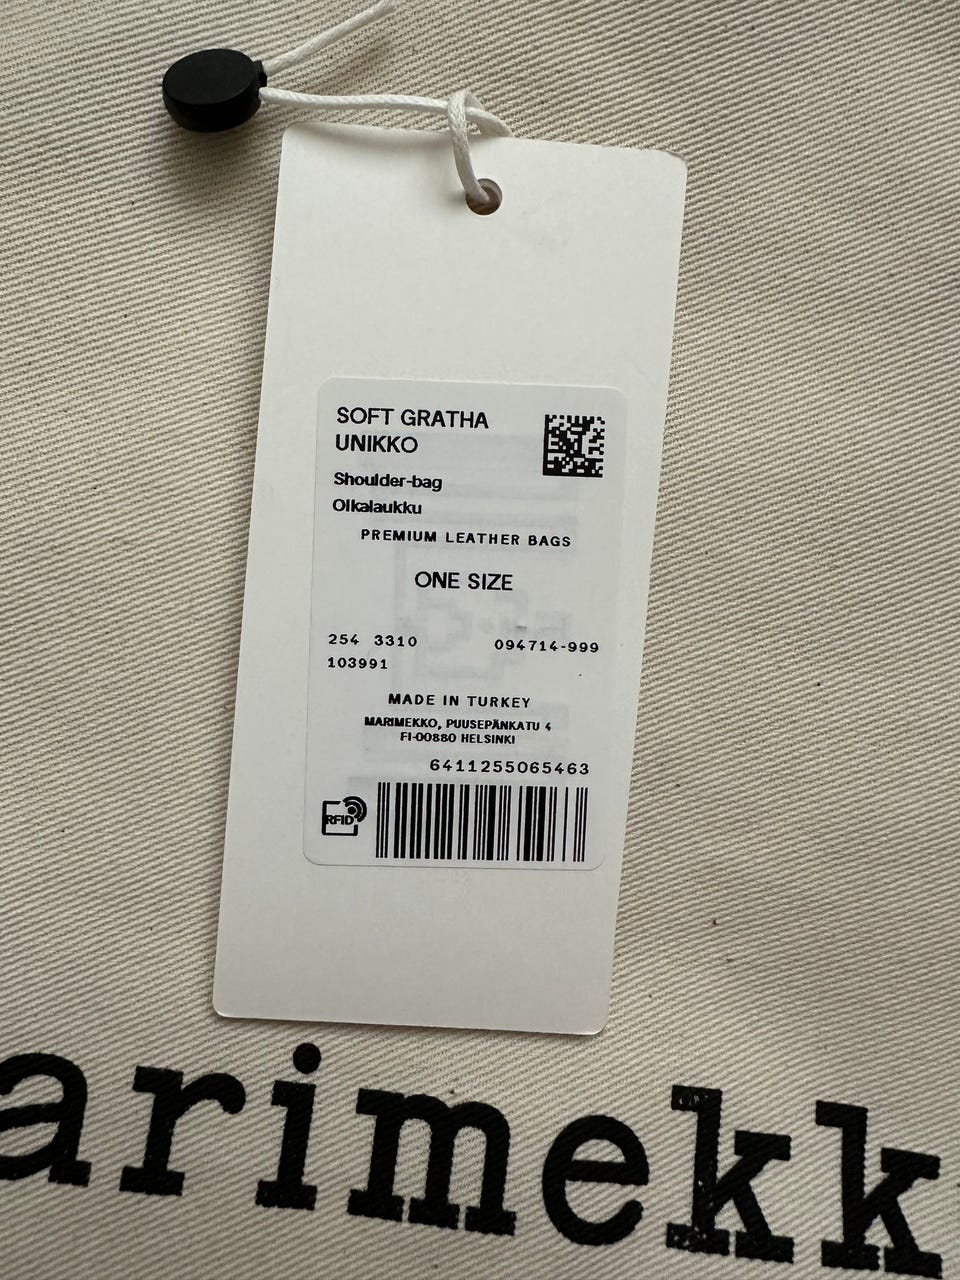 SOFT GRATHA
UNIKKO
Shoulder-bag
Olkalaukku
PREMIUM LEATHER BAGS
ONE SIZE
254 3310 094714-999
103991
MADE IN TURKEY
MARIMEKKO, PUUSEPÄNKATU 4
FI-00880 HELSINKI
6411255065463
RFID
arimekk